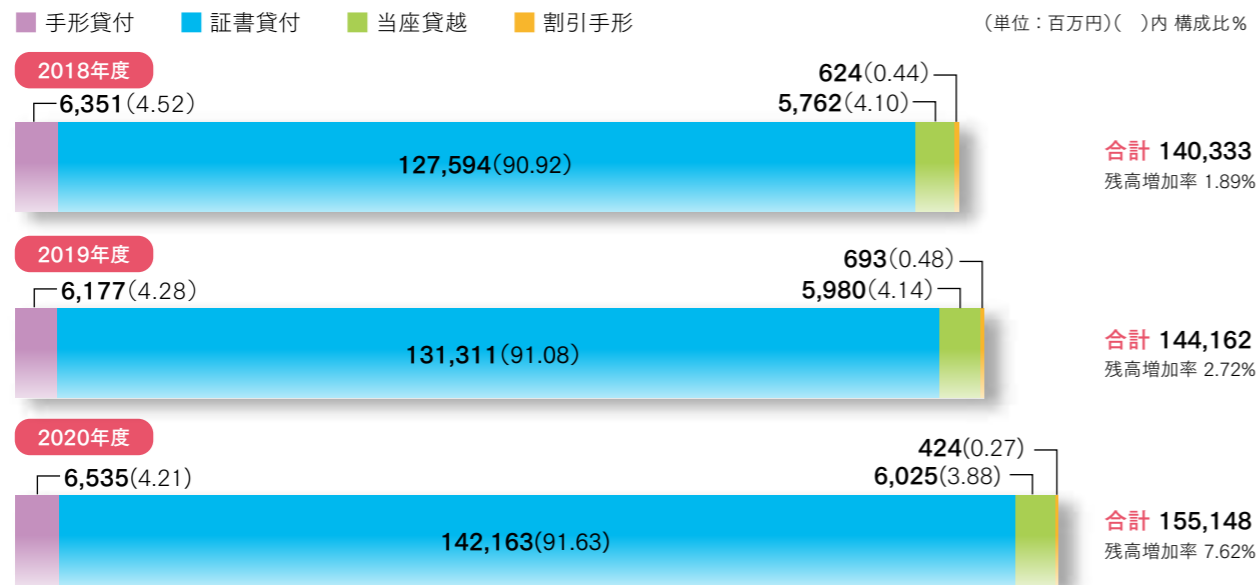 手形貸付 証書貸付 当座貸越 割引手形 (単位:百万円)( )内 構成比%
2018年度
624(0.44)
6,351(4.52) 5,762(4.10)
127,594(90.92)
合計 140,333
残高増加率 1.89%
2019年度
693(0.48)
6,177(4.28) 5,980(4.14)
131,311(91.08)
合計 144,162
残高増加率 2.72%
2020年度
424(0.27)
6,535(4.21) 6,025(3.88)
142,163(91.63)
合計 155,148
残高増加率 7.62%